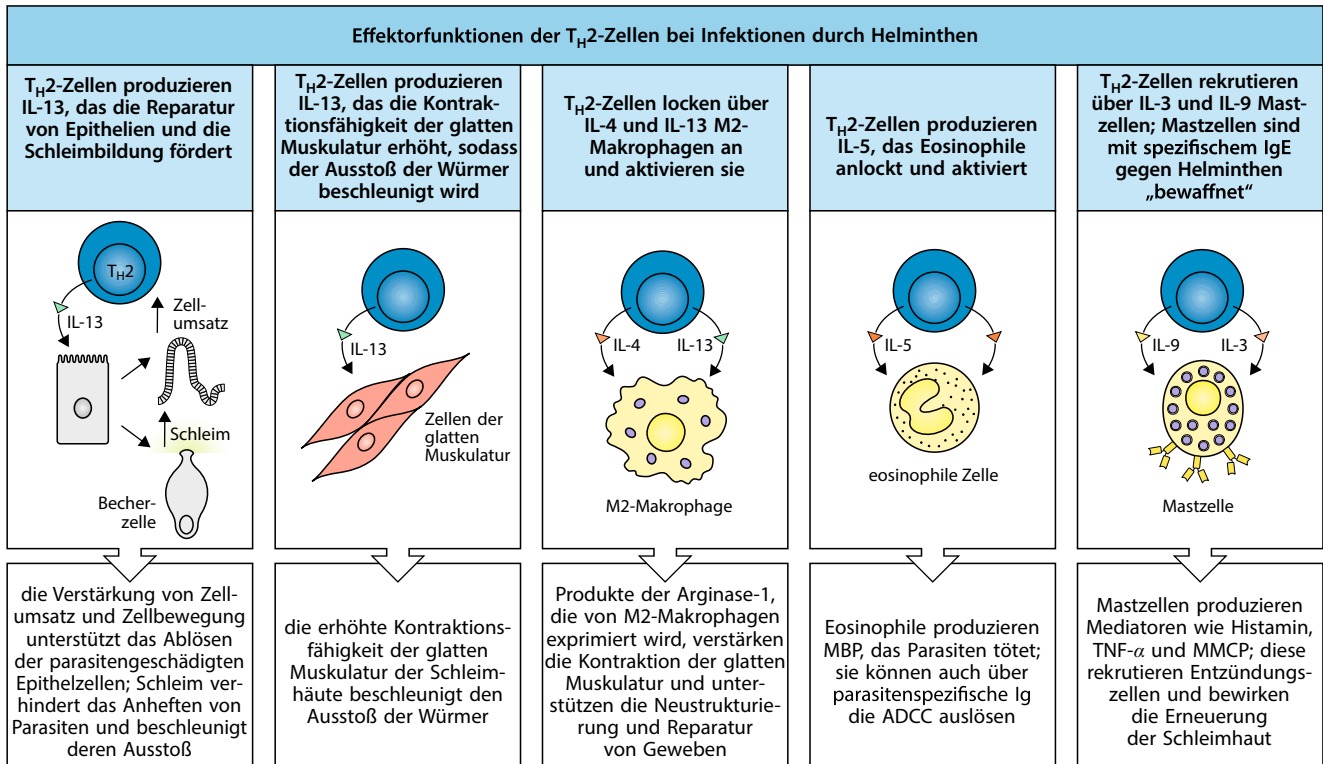 Effektorfunktionen der TH2-Zellen bei Infektionen durch Helminthen
TH2-Zellen produzieren
IL-13, das die Reparatur
von Epithelien und die
Schleimbildung fördert
TH2-Zellen produzieren
IL-13, das die Kontrak-
tionsfähigkeit der glatten
Muskulatur erhöht, sodass
der Ausstoß der Würmer
beschleunigt wird
TH2-Zellen locken über
IL-4 und IL-13 M2-
Makrophagen an
und aktivieren sie
TH2-Zellen produzieren
IL-5, das Eosinophile
anlockt und aktiviert
TH2-Zellen rekrutieren
über IL-3 und IL-9 Mast-
zellen; Mastzellen sind
mit spezifischem IgE
gegen Helminthen
„bewaffnet“
TH2
IL-13
Zell-
umsatz
Schleim
Becher-
zelle
IL-13
Zellen der
glatten
Muskulatur
IL-4
IL-13
M2-Makrophage
IL-5
eosinophile Zelle
IL-9
IL-3
Mastzelle
die Verstärkung von Zell-
umsatz und Zellbewegung
unterstützt das Ablösen
der parasitengeschädigten
Epithelzellen; Schleim ver-
hindert das Anheften von
Parasiten und beschleunigt
deren Ausstoß
die erhöhte Kontraktions-
fähigkeit der glatten
Muskulatur der Schleim-
häute beschleunigt den
Ausstoß der Würmer
Produkte der Arginase-1,
die von M2-Makrophagen
exprimiert wird, verstärken
die Kontraktion der glatten
Muskulatur und unter-
stützen die Neustrukturie-
rung und Reparatur
von Geweben
Eosinophile produzieren
MBP, das Parasiten tötet;
sie können auch über
parasitenspezifische Ig
die ADCC auslösen
Mastzellen produzieren
Mediatoren wie Histamin,
TNF-α und MMCP; diese
rekrutieren Entzündungs-
zellen und bewirken
die Erneuerung
der Schleimhaut